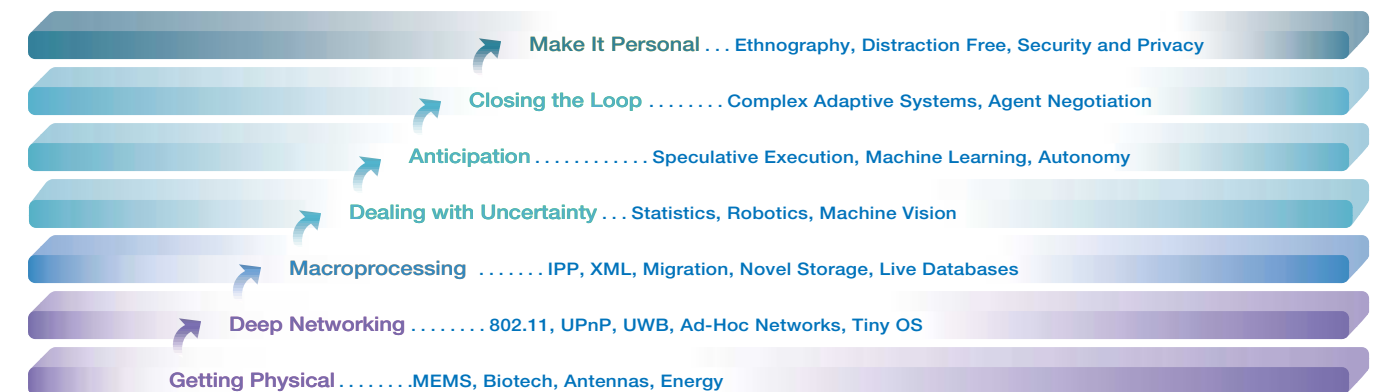 Make It Personal . . . Ethnography, Distraction Free, Security and Privacy
Closing the Loop . . . . . . . . Complex Adaptive Systems, Agent Negotiation
Anticipation . . . . . . . . . . . . Speculative Execution, Machine Learning, Autonomy
Dealing with Uncertainty . . . Statistics, Robotics, Machine Vision
Macroprocessing . . . . . . . IPP, XML, Migration, Novel Storage, Live Databases
Deep Networking . . . . . . . . 802.11, UPnP, UWB, Ad-Hoc Networks, Tiny OS
Getting Physical . . . . . . . .MEMS, Biotech, Antennas, Energy